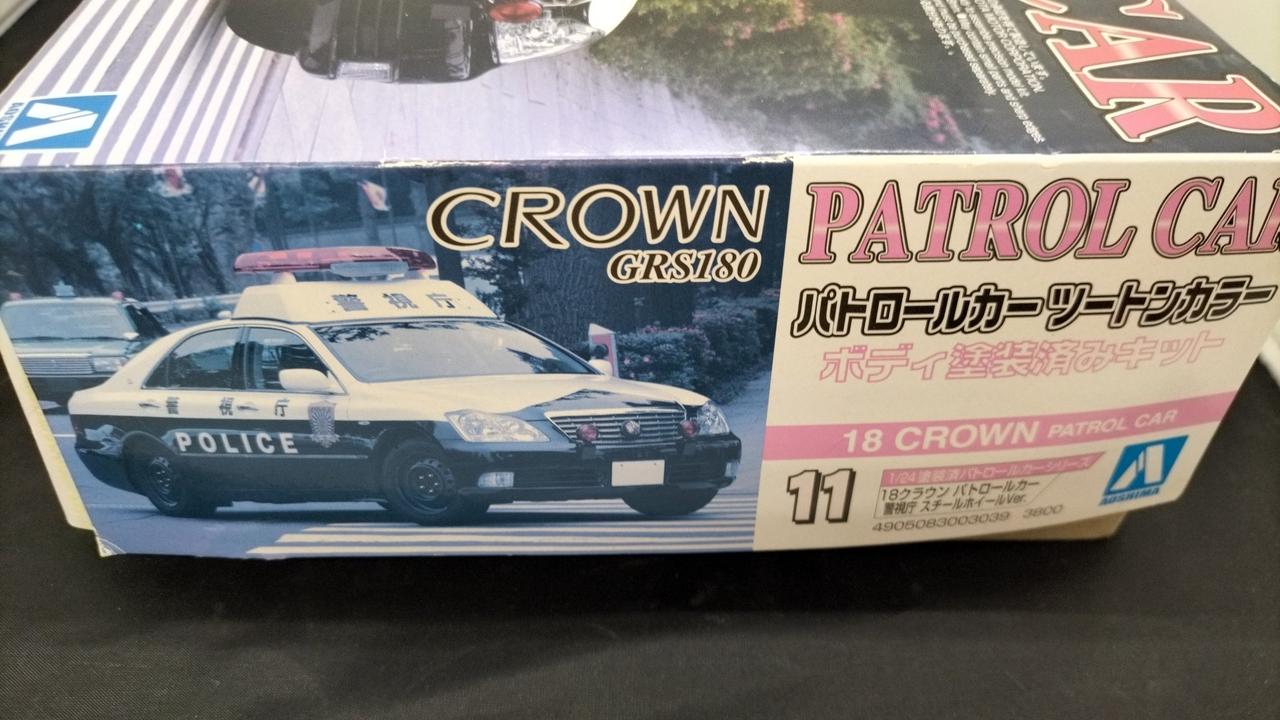 CAR
AOSHIMA
CROWN
GRS180
警視庁
警視庁
POLICE
PATROL CAR
パトロールカー ツートンカラー
ボディ塗装済みキット
18 CROWN PATROL CAR
11
1/24 塗装済パトロールカーシリーズ
18クラウン パトロールカー
警視庁 スチールホイールVer.
4905083003039 3800
AOSHIMA